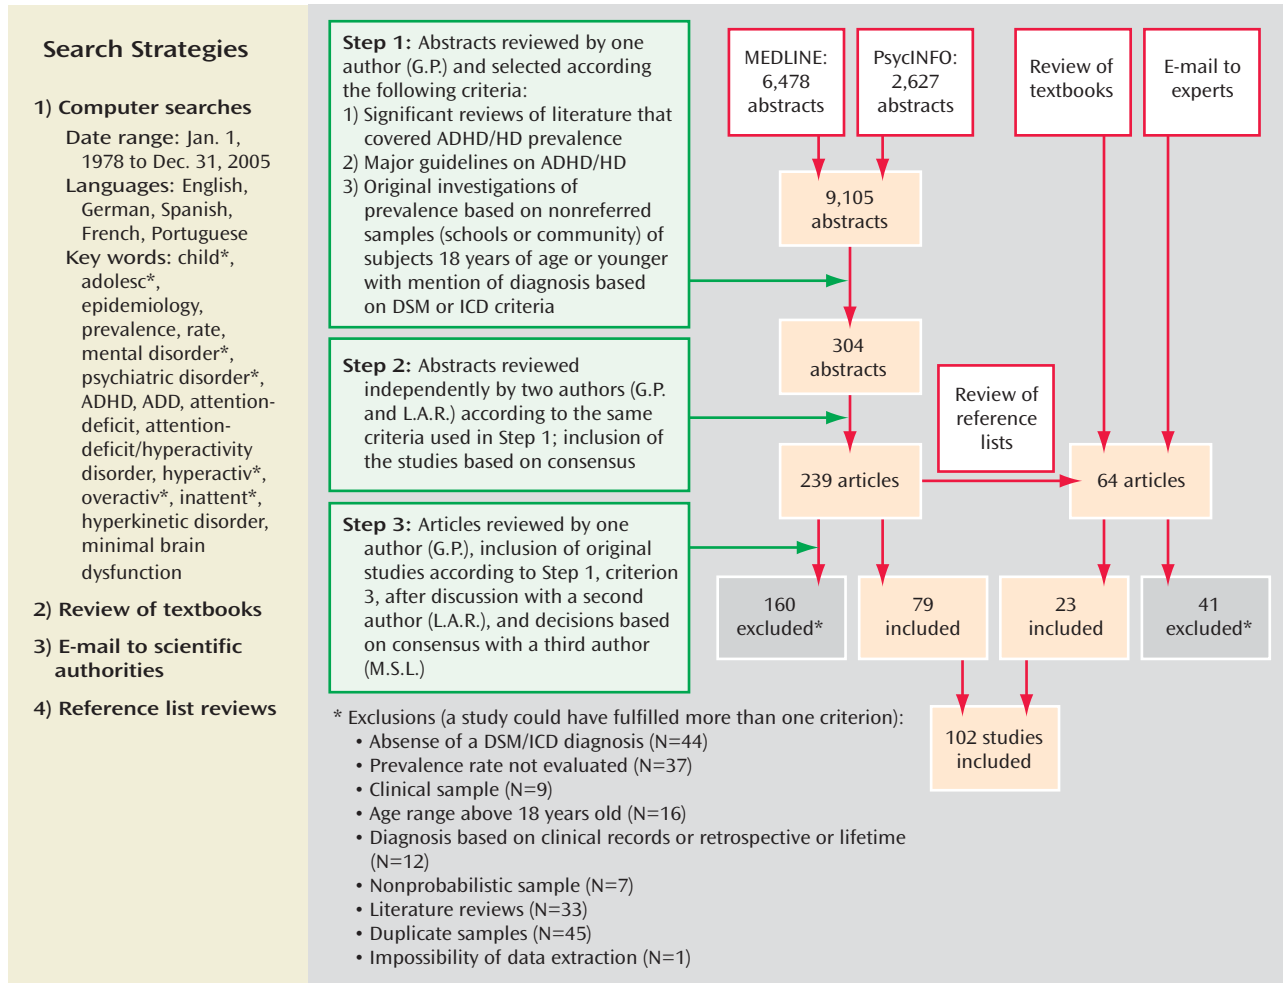 Search Strategies
1) Computer searches
Date range: Jan. 1,
1978 to Dec. 31, 2005
Languages: English,
German, Spanish,
French, Portuguese
Key words: child*,
adolesc*,
epidemiology,
prevalence, rate,
mental disorder*,
psychiatric disorder*,
ADHD, ADD, attention-
deficit, attention-
deficit/hyperactivity
disorder, hyperactiv*,
overactiv*, inattent*,
hyperkinetic disorder,
minimal brain
dysfunction
2) Review of textbooks
3) E-mail to scientific
authorities
4) Reference list reviews
Step 1: Abstracts reviewed by one
author (G.P.) and selected according
the following criteria:
1) Significant reviews of literature that
covered ADHD/HD prevalence
2) Major guidelines on ADHD/HD
3) Original investigations of
prevalence based on nonreferred
samples (schools or community) of
subjects 18 years of age or younger
with mention of diagnosis based
on DSM or ICD criteria
Step 2: Abstracts reviewed
independently by two authors (G.P.
and L.A.R.) according to the same
criteria used in Step 1; inclusion of
the studies based on consensus
Step 3: Articles reviewed by one
author (G.P.), inclusion of original
studies according to Step 1, criterion
3, after discussion with a second
author (L.A.R.), and decisions based
on consensus with a third author
(M.S.L.)
MEDLINE:
6,478
abstracts
PsycINFO:
2,627
abstracts
Review of
textbooks
E-mail to
experts
9,105
abstracts
304
abstracts
Review of
reference
lists
239 articles
64 articles
160
excluded*
79
included
23
included
41
excluded*
102 studies
included
* Exclusions (a study could have fulfilled more than one criterion):
• Absense of a DSM/ICD diagnosis (N=44)
• Prevalence rate not evaluated (N=37)
• Clinical sample (N=9)
• Age range above 18 years old (N=16)
• Diagnosis based on clinical records or retrospective or lifetime
(N=12)
• Nonprobabilistic sample (N=7)
• Literature reviews (N=33)
• Duplicate samples (N=45)
• Impossibility of data extraction (N=1)